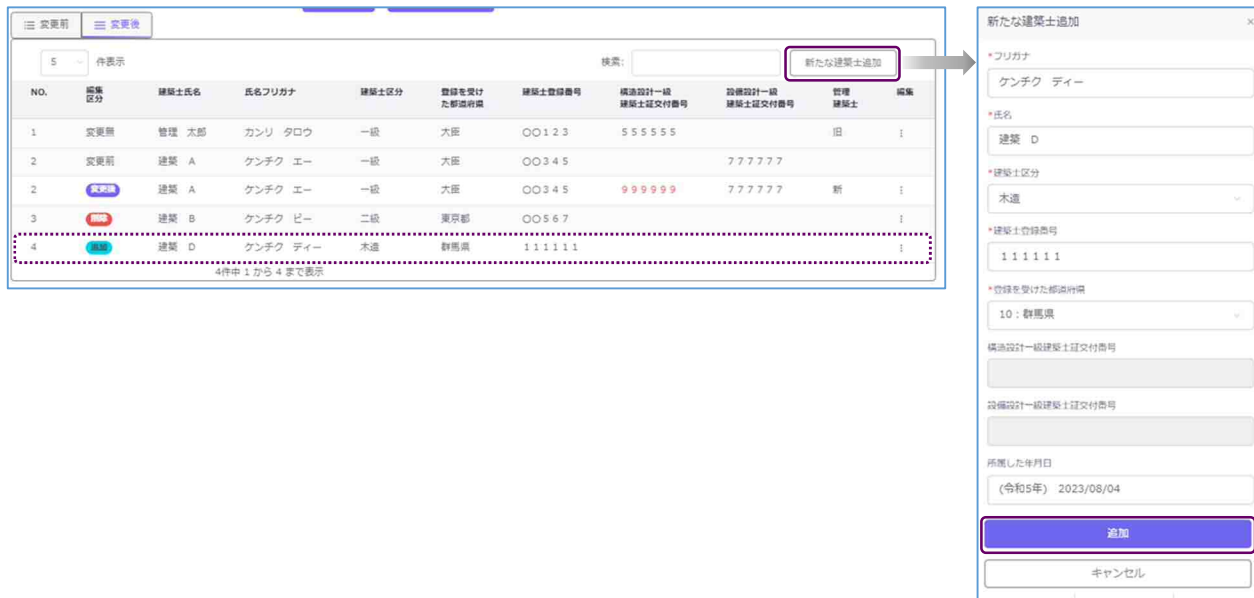 変更前 変更後
5 件表示 検索: 新たな建築士追加
NO. 編集区分 建築士氏名 氏名フリガナ 建築士区分 登録を受けた都道府県 建築士登録番号 構造設計一級建築士証交付番号 設備設計一級建築士証交付番号 管理建築士 編集
1 変更無 管理 太郎 カンリ タロウ 一級 大臣 〇〇123 555555 旧 ⋮
2 変更前 建築 A ケンチク エー 一級 大臣 〇〇345 777777
2 変更後 建築 A ケンチク エー 一級 大臣 〇〇345 999999 777777 新 ⋮
3 削除 建築 B ケンチク ビー 二級 東京都 〇〇567 ⋮
4 追加 建築 D ケンチク ディー 木造 群馬県 111111 ⋮
4件中 1 から 4 まで表示
新たな建築士追加 ×
*フリガナ
ケンチク ディー
*氏名
建築 D
*建築士区分
木造
*建築士登録番号
111111
*登録を受けた都道府県
10:群馬県
構造設計一級建築士証交付番号
設備設計一級建築士証交付番号
所属した年月日
(令和5年) 2023/08/04
追加
キャンセル